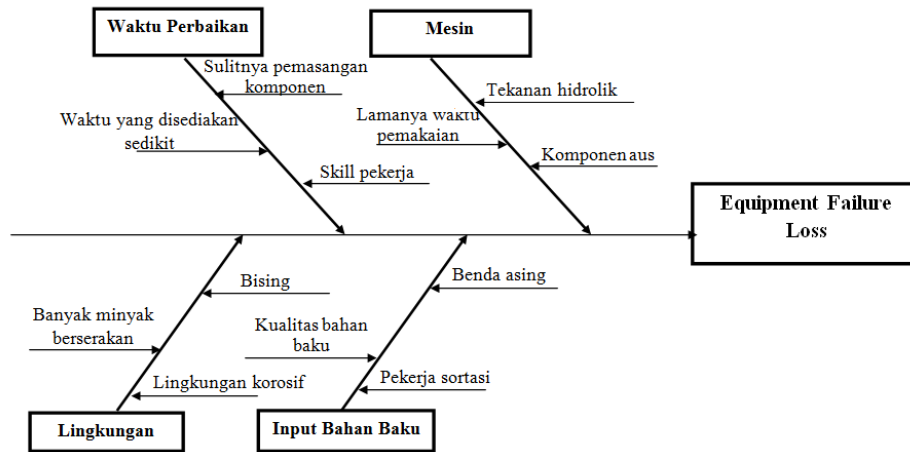 Waktu Perbaikan
Mesin
Sulitnya pemasangan
komponen
Waktu yang disediakan
sedikit
Skill pekerja
Tekanan hidrolik
Lamanya waktu
pemakaian
Komponen aus
Equipment Failure
Loss
Bising
Banyak minyak
berserakan
Lingkungan korosif
Lingkungan
Benda asing
Kualitas bahan
baku
Pekerja sortasi
Input Bahan Baku